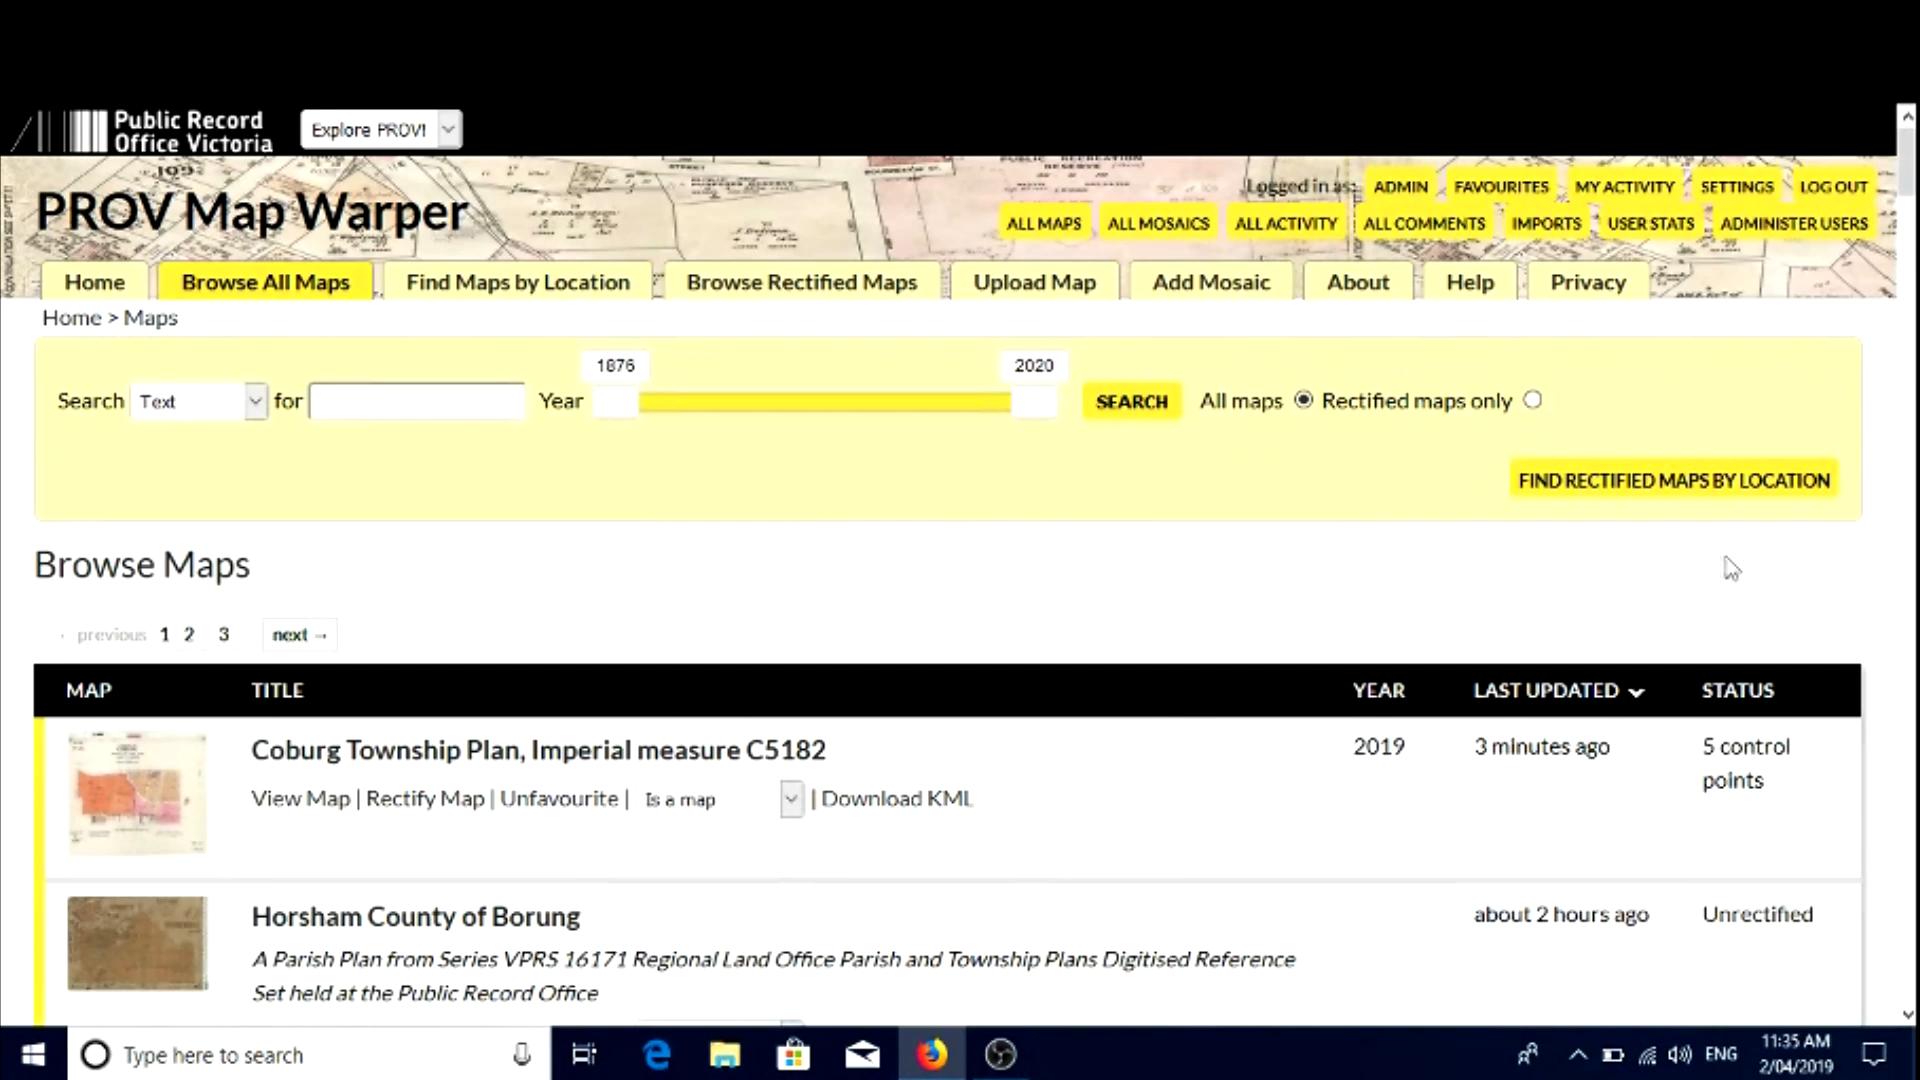 Public Record
Office Victoria
Explore PROV!
PROV Map Warper
Logged in as:
ADMIN
FAVOURITES
MY ACTIVITY
SETTINGS
LOG OUT
ALL MAPS
ALL MOSAICS
ALL ACTIVITY
ALL COMMENTS
IMPORTS
USER STATS
ADMINISTER USERS
Home
Browse All Maps
Find Maps by Location
Browse Rectified Maps
Upload Map
Add Mosaic
About
Help
Privacy
Home > Maps
1876
2020
Search Text for Year SEARCH All maps Rectified maps only
FIND RECTIFIED MAPS BY LOCATION
Browse Maps
previous 1 2 3 next →
MAP TITLE YEAR LAST UPDATED STATUS
Coburg Township Plan, Imperial measure C5182
2019
3 minutes ago
5 control
points
View Map | Rectify Map | Unfavourite | Is a map | Download KML
Horsham County of Borung
about 2 hours ago
Unrectified
A Parish Plan from Series VPRS 16171 Regional Land Office Parish and Township Plans Digitised Reference
Set held at the Public Record Office
Type here to search
ENG
11:35 AM
2/04/2019